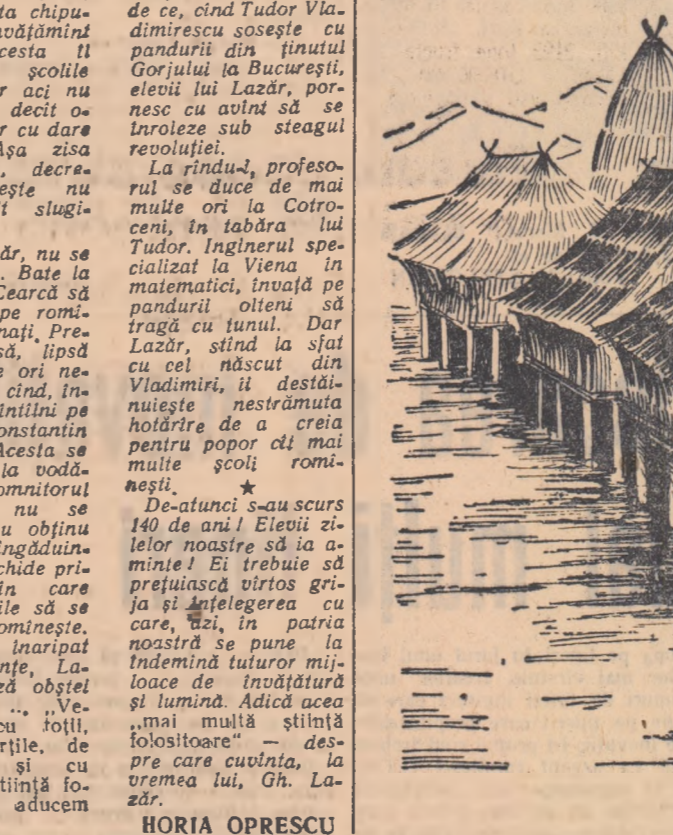 ta chipu-
vățămînt
cesta îl
școlile
r aci nu
decît o-
r cu dare
Așa zisa
, decre-
ește nu
t slugi-
ăr, nu se
. Bate la
Cearcă să
pe romî-
nați. Pre-
să, lipsă
e ori ne-
cînd, în-
întîlni pe
onstantin
Acesta se
la vodă-
omnitorul
nu se
u obținu
îngăduin-
chide pri-
în care
ile să se
omînește.
înaripat
nțe, La-
ză obștei
... „Ve-
cu toții,
rțile, de
și cu
tiință fo-
aducem
de ce, cînd Tudor Vla-
dimirescu sosește cu
pandurii din ținutul
Gorjului la București,
elevii lui Lazăr, por-
nesc cu avînt să se
înroleze sub steagul
revoluției.
La rîndu-i, profeso-
rul se duce de mai
multe ori la Cotro-
ceni, în tabăra lui
Tudor. Inginerul spe-
cializat la Viena în
matematici, învață pe
pandurii olteni să
tragă cu tunul. Dar
Lazăr, stînd la sfat
cu cel născut din
Vladimiri, îi destăi-
nuiește nestrămuta
hotărîre de a creia
pentru popor cît mai
multe școli romî-
nești.
De-atunci s-au scurs
140 de ani! Elevii zi-
lelor noastre să ia a-
minte! Ei trebuie să
prețuiască vîrtos gri-
ja și înțelegerea cu
care, azi, în patria
noastră se pune la
îndemînă tuturor mij-
loace de învățătură
și lumină. Adică acea
„mai multă știință
folositoare" — des-
pre care cuvînta, la
vremea lui, Gh. La-
zăr.
HORIA OPRESCU